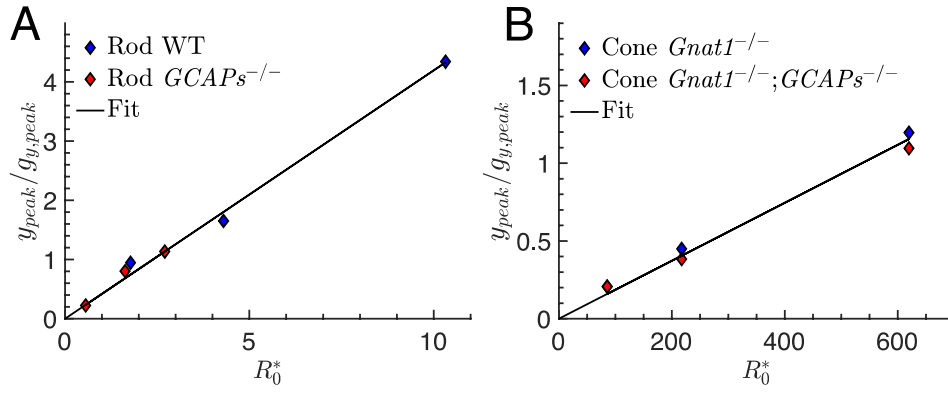 A
Rod WT
Rod GCAPs−/−
Fit
ypeak/gy,peak
4
3
2
1
0
0 5 10
R*0
B
Cone Gnat1−/−
Cone Gnat1−/−;GCAPs−/−
Fit
ypeak/gy,peak
1.5
1
0.5
0
0 200 400 600
R*0